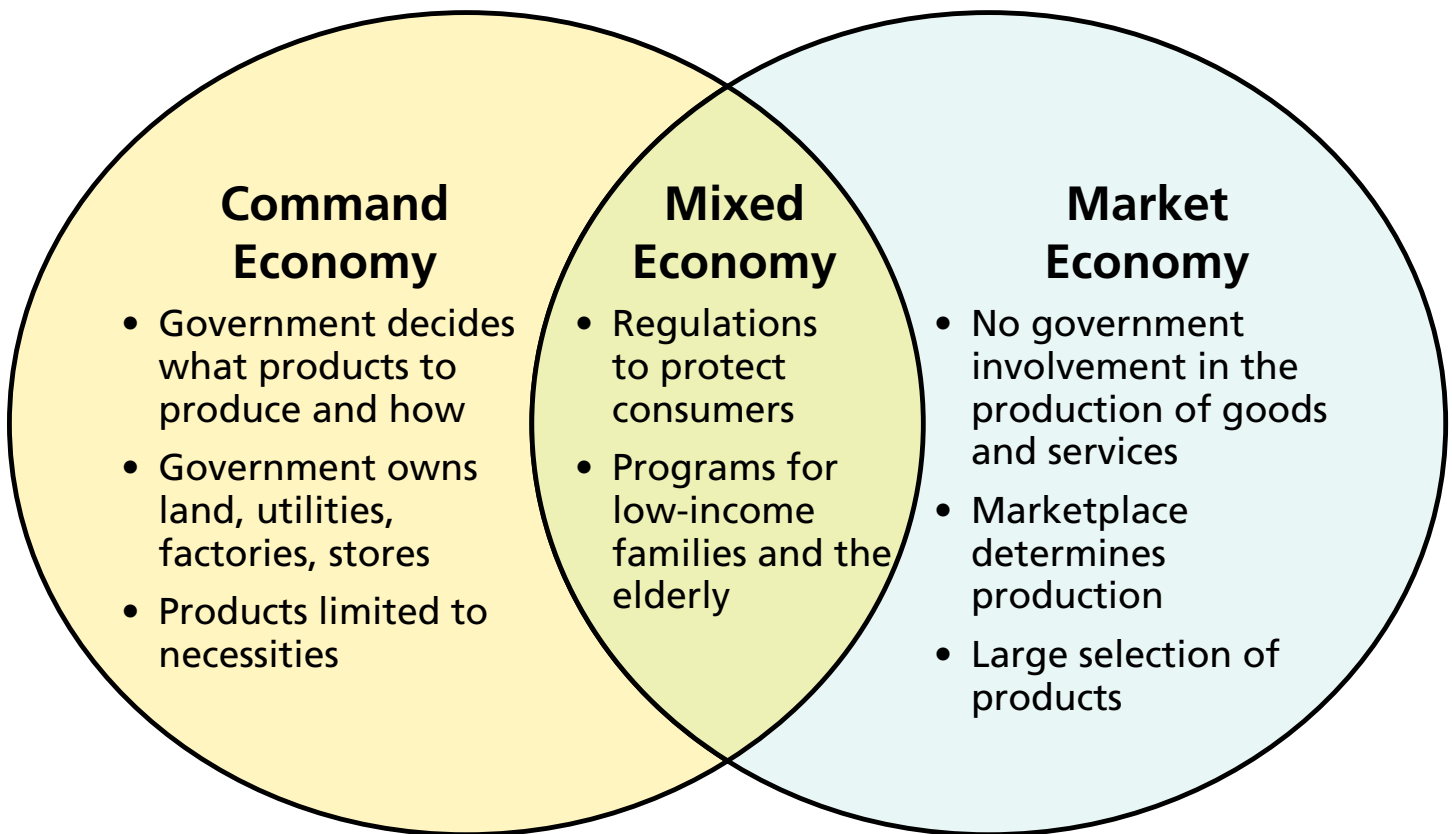 Command
Economy
• Government decides
what products to
produce and how
• Government owns
land, utilities,
factories, stores
• Products limited to
necessities
Mixed
Economy
• Regulations
to protect
consumers
• Programs for
low-income
families and the
elderly
Market
Economy
• No government
involvement in the
production of goods
and services
• Marketplace
determines
production
• Large selection of
products